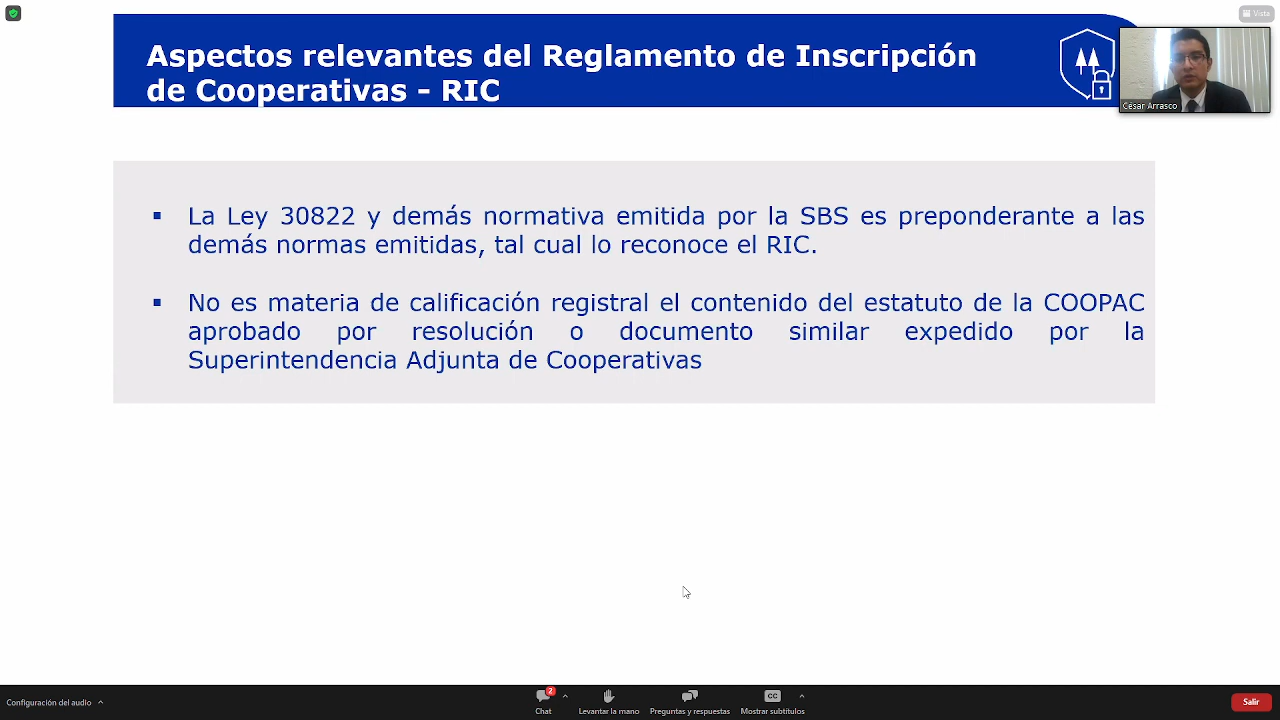 Vista
Aspectos relevantes del Reglamento de Inscripción
de Cooperativas - RIC
César Arrasco
▪ La Ley 30822 y demás normativa emitida por la SBS es preponderante a las
demás normas emitidas, tal cual lo reconoce el RIC.
▪ No es materia de calificación registral el contenido del estatuto de la COOPAC
aprobado por resolución o documento similar expedido por la
Superintendencia Adjunta de Cooperativas
Configuración del audio
2
Chat
Levantar la mano
Preguntas y respuestas
CC
Mostrar subtítulos
Salir